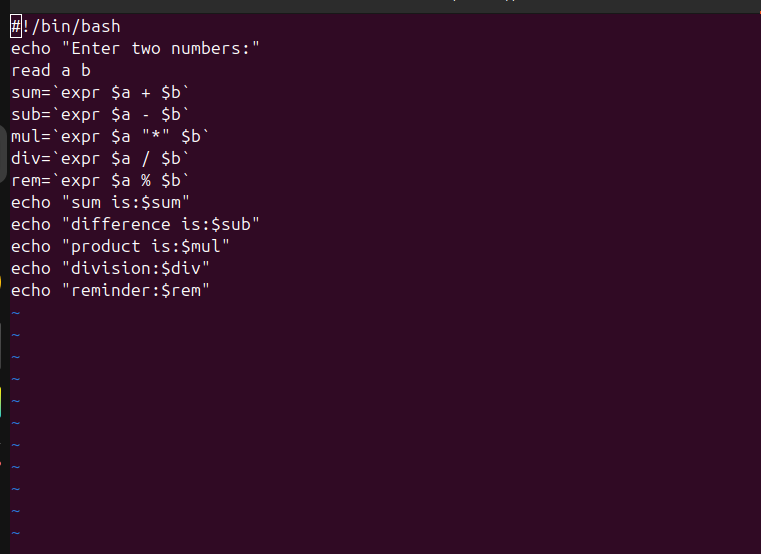 #!/bin/bash
echo "Enter two numbers:"
read a b
sum=`expr $a + $b`
sub=`expr $a - $b`
mul=`expr $a "*" $b`
div=`expr $a / $b`
rem=`expr $a % $b`
echo "sum is:$sum"
echo "difference is:$sub"
echo "product is:$mul"
echo "division:$div"
echo "reminder:$rem"
~
~
~
~
~
~
~
~
~
~
~